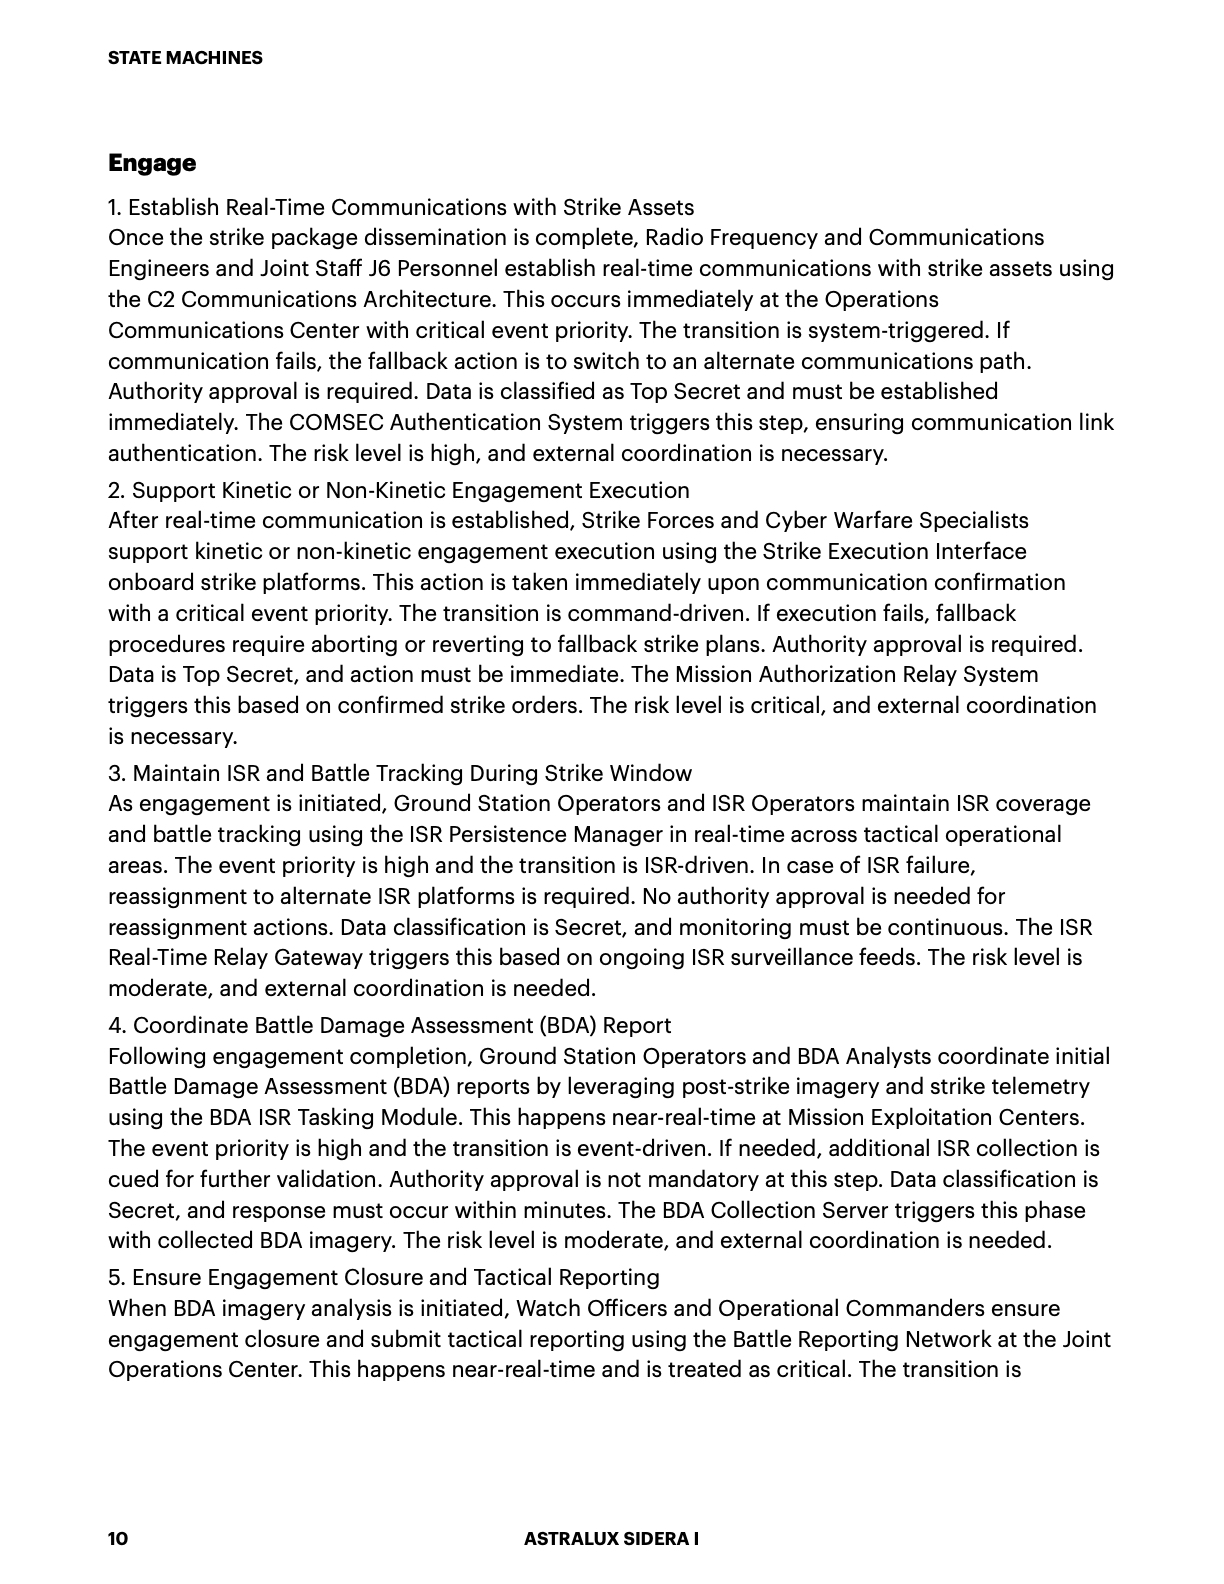 STATE MACHINES
Engage
1. Establish Real-Time Communications with Strike Assets
Once the strike package dissemination is complete, Radio Frequency and Communications
Engineers and Joint Staff J6 Personnel establish real-time communications with strike assets using
the C2 Communications Architecture. This occurs immediately at the Operations
Communications Center with critical event priority. The transition is system-triggered. If
communication fails, the fallback action is to switch to an alternate communications path.
Authority approval is required. Data is classified as Top Secret and must be established
immediately. The COMSEC Authentication System triggers this step, ensuring communication link
authentication. The risk level is high, and external coordination is necessary.
2. Support Kinetic or Non-Kinetic Engagement Execution
After real-time communication is established, Strike Forces and Cyber Warfare Specialists
support kinetic or non-kinetic engagement execution using the Strike Execution Interface
onboard strike platforms. This action is taken immediately upon communication confirmation
with a critical event priority. The transition is command-driven. If execution fails, fallback
procedures require aborting or reverting to fallback strike plans. Authority approval is required.
Data is Top Secret, and action must be immediate. The Mission Authorization Relay System
triggers this based on confirmed strike orders. The risk level is critical, and external coordination
is necessary.
3. Maintain ISR and Battle Tracking During Strike Window
As engagement is initiated, Ground Station Operators and ISR Operators maintain ISR coverage
and battle tracking using the ISR Persistence Manager in real-time across tactical operational
areas. The event priority is high and the transition is ISR-driven. In case of ISR failure,
reassignment to alternate ISR platforms is required. No authority approval is needed for
reassignment actions. Data classification is Secret, and monitoring must be continuous. The ISR
Real-Time Relay Gateway triggers this based on ongoing ISR surveillance feeds. The risk level is
moderate, and external coordination is needed.
4. Coordinate Battle Damage Assessment (BDA) Report
Following engagement completion, Ground Station Operators and BDA Analysts coordinate initial
Battle Damage Assessment (BDA) reports by leveraging post-strike imagery and strike telemetry
using the BDA ISR Tasking Module. This happens near-real-time at Mission Exploitation Centers.
The event priority is high and the transition is event-driven. If needed, additional ISR collection is
cued for further validation. Authority approval is not mandatory at this step. Data classification is
Secret, and response must occur within minutes. The BDA Collection Server triggers this phase
with collected BDA imagery. The risk level is moderate, and external coordination is needed.
5. Ensure Engagement Closure and Tactical Reporting
When BDA imagery analysis is initiated, Watch Officers and Operational Commanders ensure
engagement closure and submit tactical reporting using the Battle Reporting Network at the Joint
Operations Center. This happens near-real-time and is treated as critical. The transition is
10
ASTRALUX SIDERA I